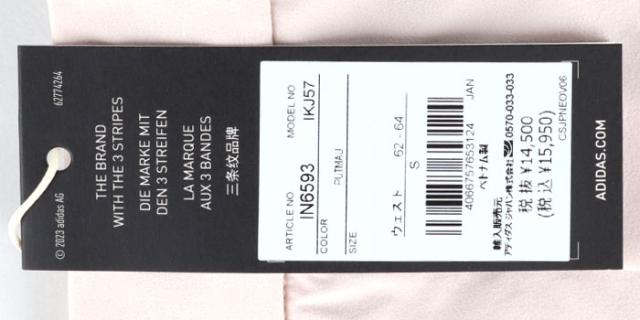 62774264
© 2023 adidas AG
THE BRAND
WITH THE 3 STRIPES
DIE MARKE MIT
DEN 3 STREIFEN
LA MARQUE
AUX 3 BANDES
三条纹品牌
ARTICLE NO MODEL NO
IN6593 IKJ57
COLOR PUTMAU
SIZE
ウェスト 62 - 64
S
4066757653124 JAN
ベトナム製
輸入販売元
アディダス ジャパン株式会社 0570-033-033
税 抜 ¥14,500
(税 込 ¥15,950)
CSJPNEOV06
ADIDAS.COM